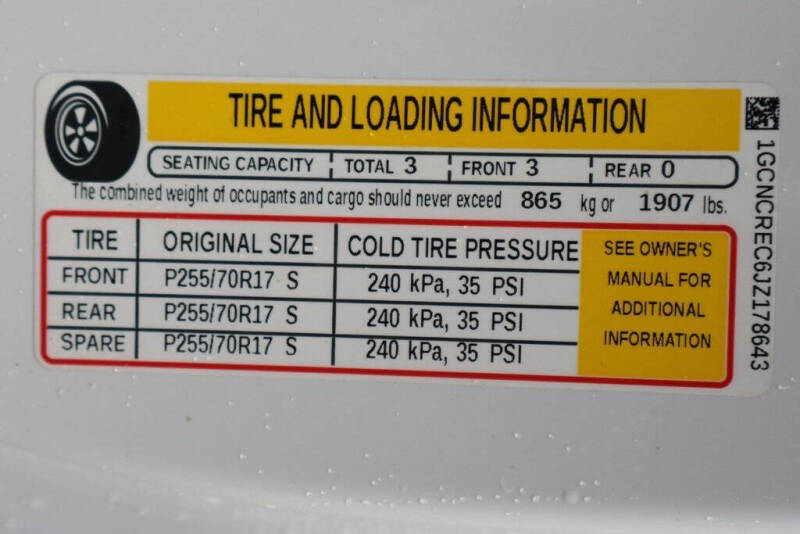 TIRE AND LOADING INFORMATION
SEATING CAPACITY TOTAL 3 FRONT 3 REAR 0
The combined weight of occupants and cargo should never exceed 865 kg or 1907 lbs.
TIRE ORIGINAL SIZE COLD TIRE PRESSURE
FRONT P255/70R17 S 240 kPa, 35 PSI
REAR P255/70R17 S 240 kPa, 35 PSI
SPARE P255/70R17 S 240 kPa, 35 PSI
SEE OWNER'S
MANUAL FOR
ADDITIONAL
INFORMATION
1GCNCREC6JZ178643